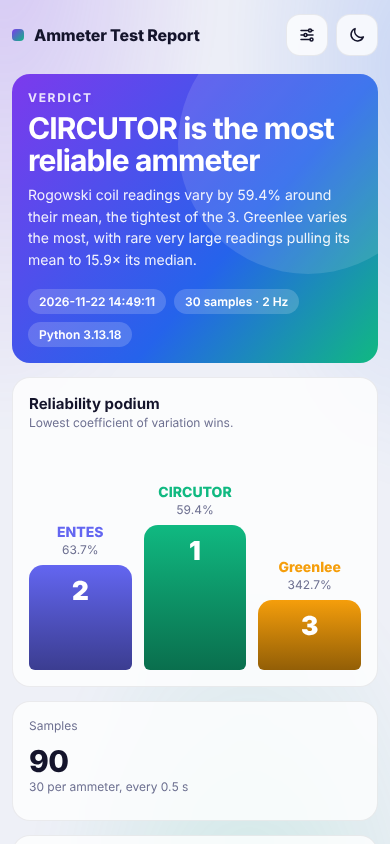 Ammeter Test Report
VERDICT
CIRCUTOR is the most
reliable ammeter
Rogowski coil readings vary by 59.4% around
their mean, the tightest of the 3. Greenlee varies
the most, with rare very large readings pulling its
mean to 15.9× its median.
2026-11-22 14:49:11
30 samples · 2 Hz
Python 3.13.18
Reliability podium
Lowest coefficient of variation wins.
CIRCUTOR
59.4%
1
ENTES
63.7%
2
Greenlee
342.7%
3
Samples
90
30 per ammeter, every 0.5 s